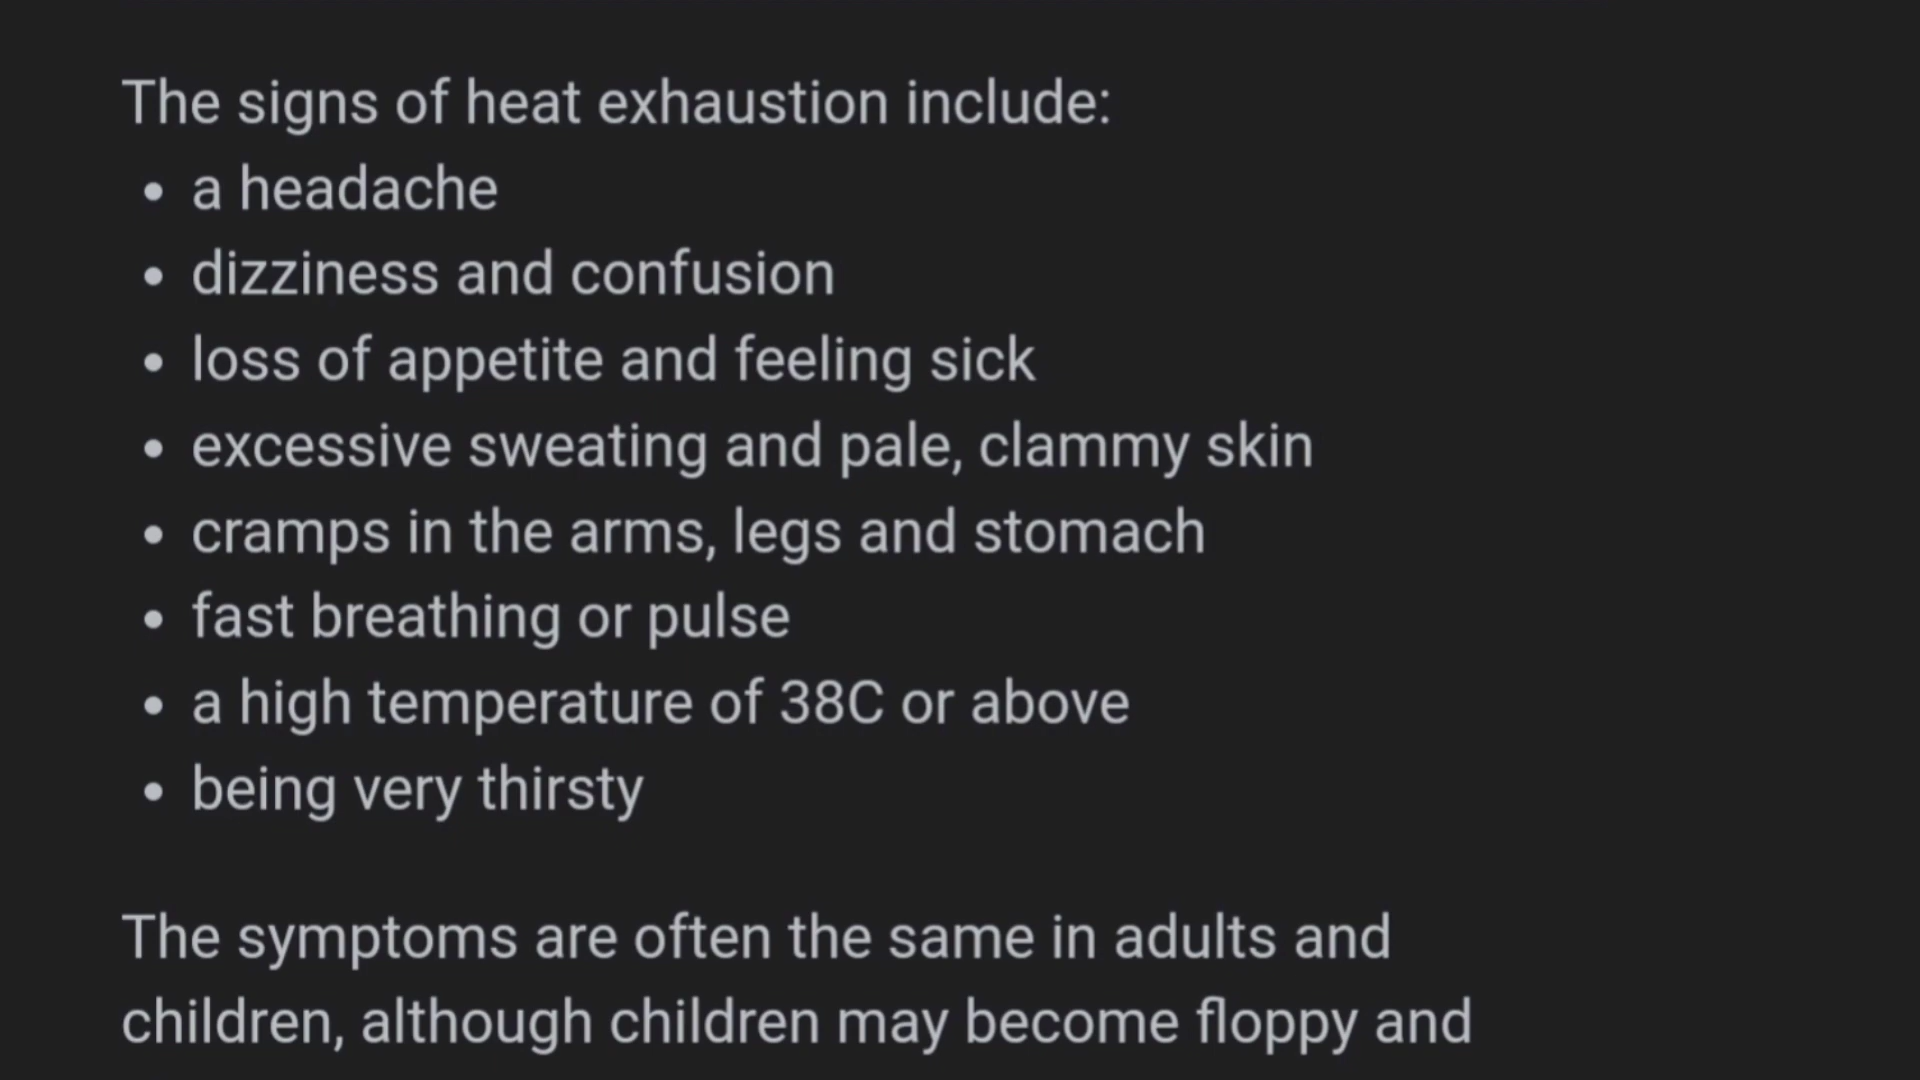 The signs of heat exhaustion include:
• a headache
• dizziness and confusion
• loss of appetite and feeling sick
• excessive sweating and pale, clammy skin
• cramps in the arms, legs and stomach
• fast breathing or pulse
• a high temperature of 38C or above
• being very thirsty
The symptoms are often the same in adults and
children, although children may become floppy and